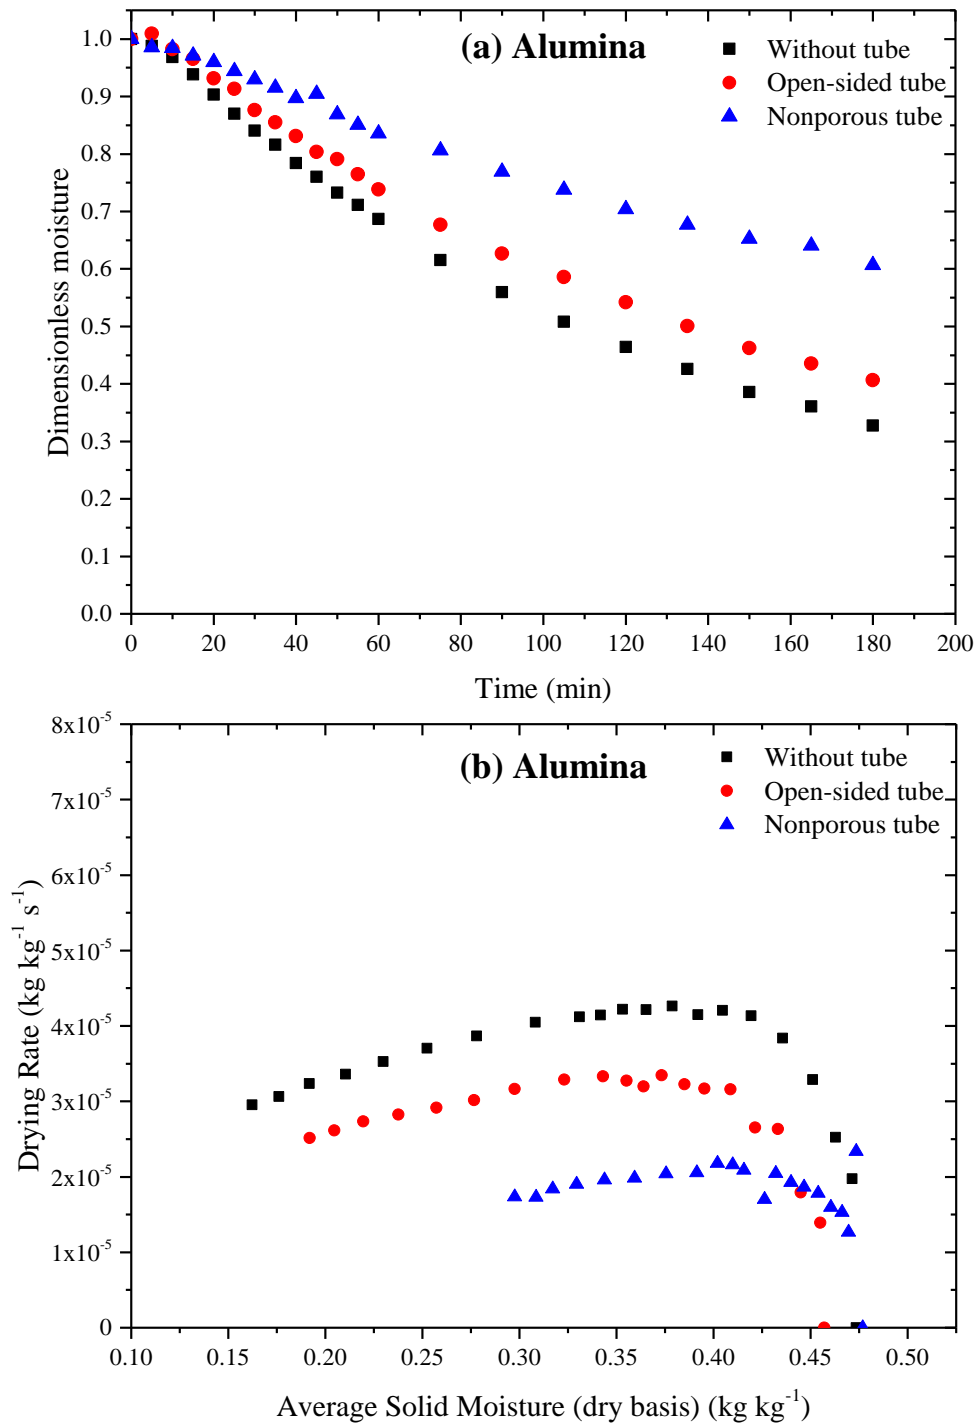 (a) Alumina
Without tube
Open-sided tube
Nonporous tube
1.0
0.9
0.8
0.7
0.6
0.5
0.4
0.3
0.2
0.1
0.0
Dimensionless moisture
0 20 40 60 80 100 120 140 160 180 200
Time (min)
(b) Alumina
Without tube
Open-sided tube
Nonporous tube
8x10⁻⁵
7x10⁻⁵
6x10⁻⁵
5x10⁻⁵
4x10⁻⁵
3x10⁻⁵
2x10⁻⁵
1x10⁻⁵
0
Drying Rate (kg kg⁻¹ s⁻¹)
0.10 0.15 0.20 0.25 0.30 0.35 0.40 0.45 0.50
Average Solid Moisture (dry basis) (kg kg⁻¹)